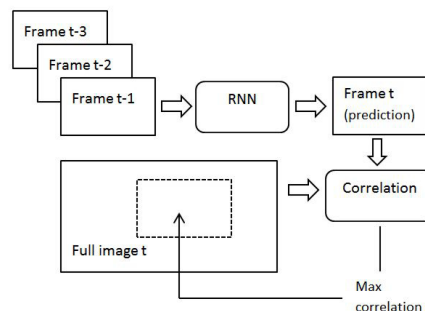 Frame t-3
Frame t-2
Frame t-1
RNN
Frame t
(prediction)
Correlation
Full image t
Max
correlation